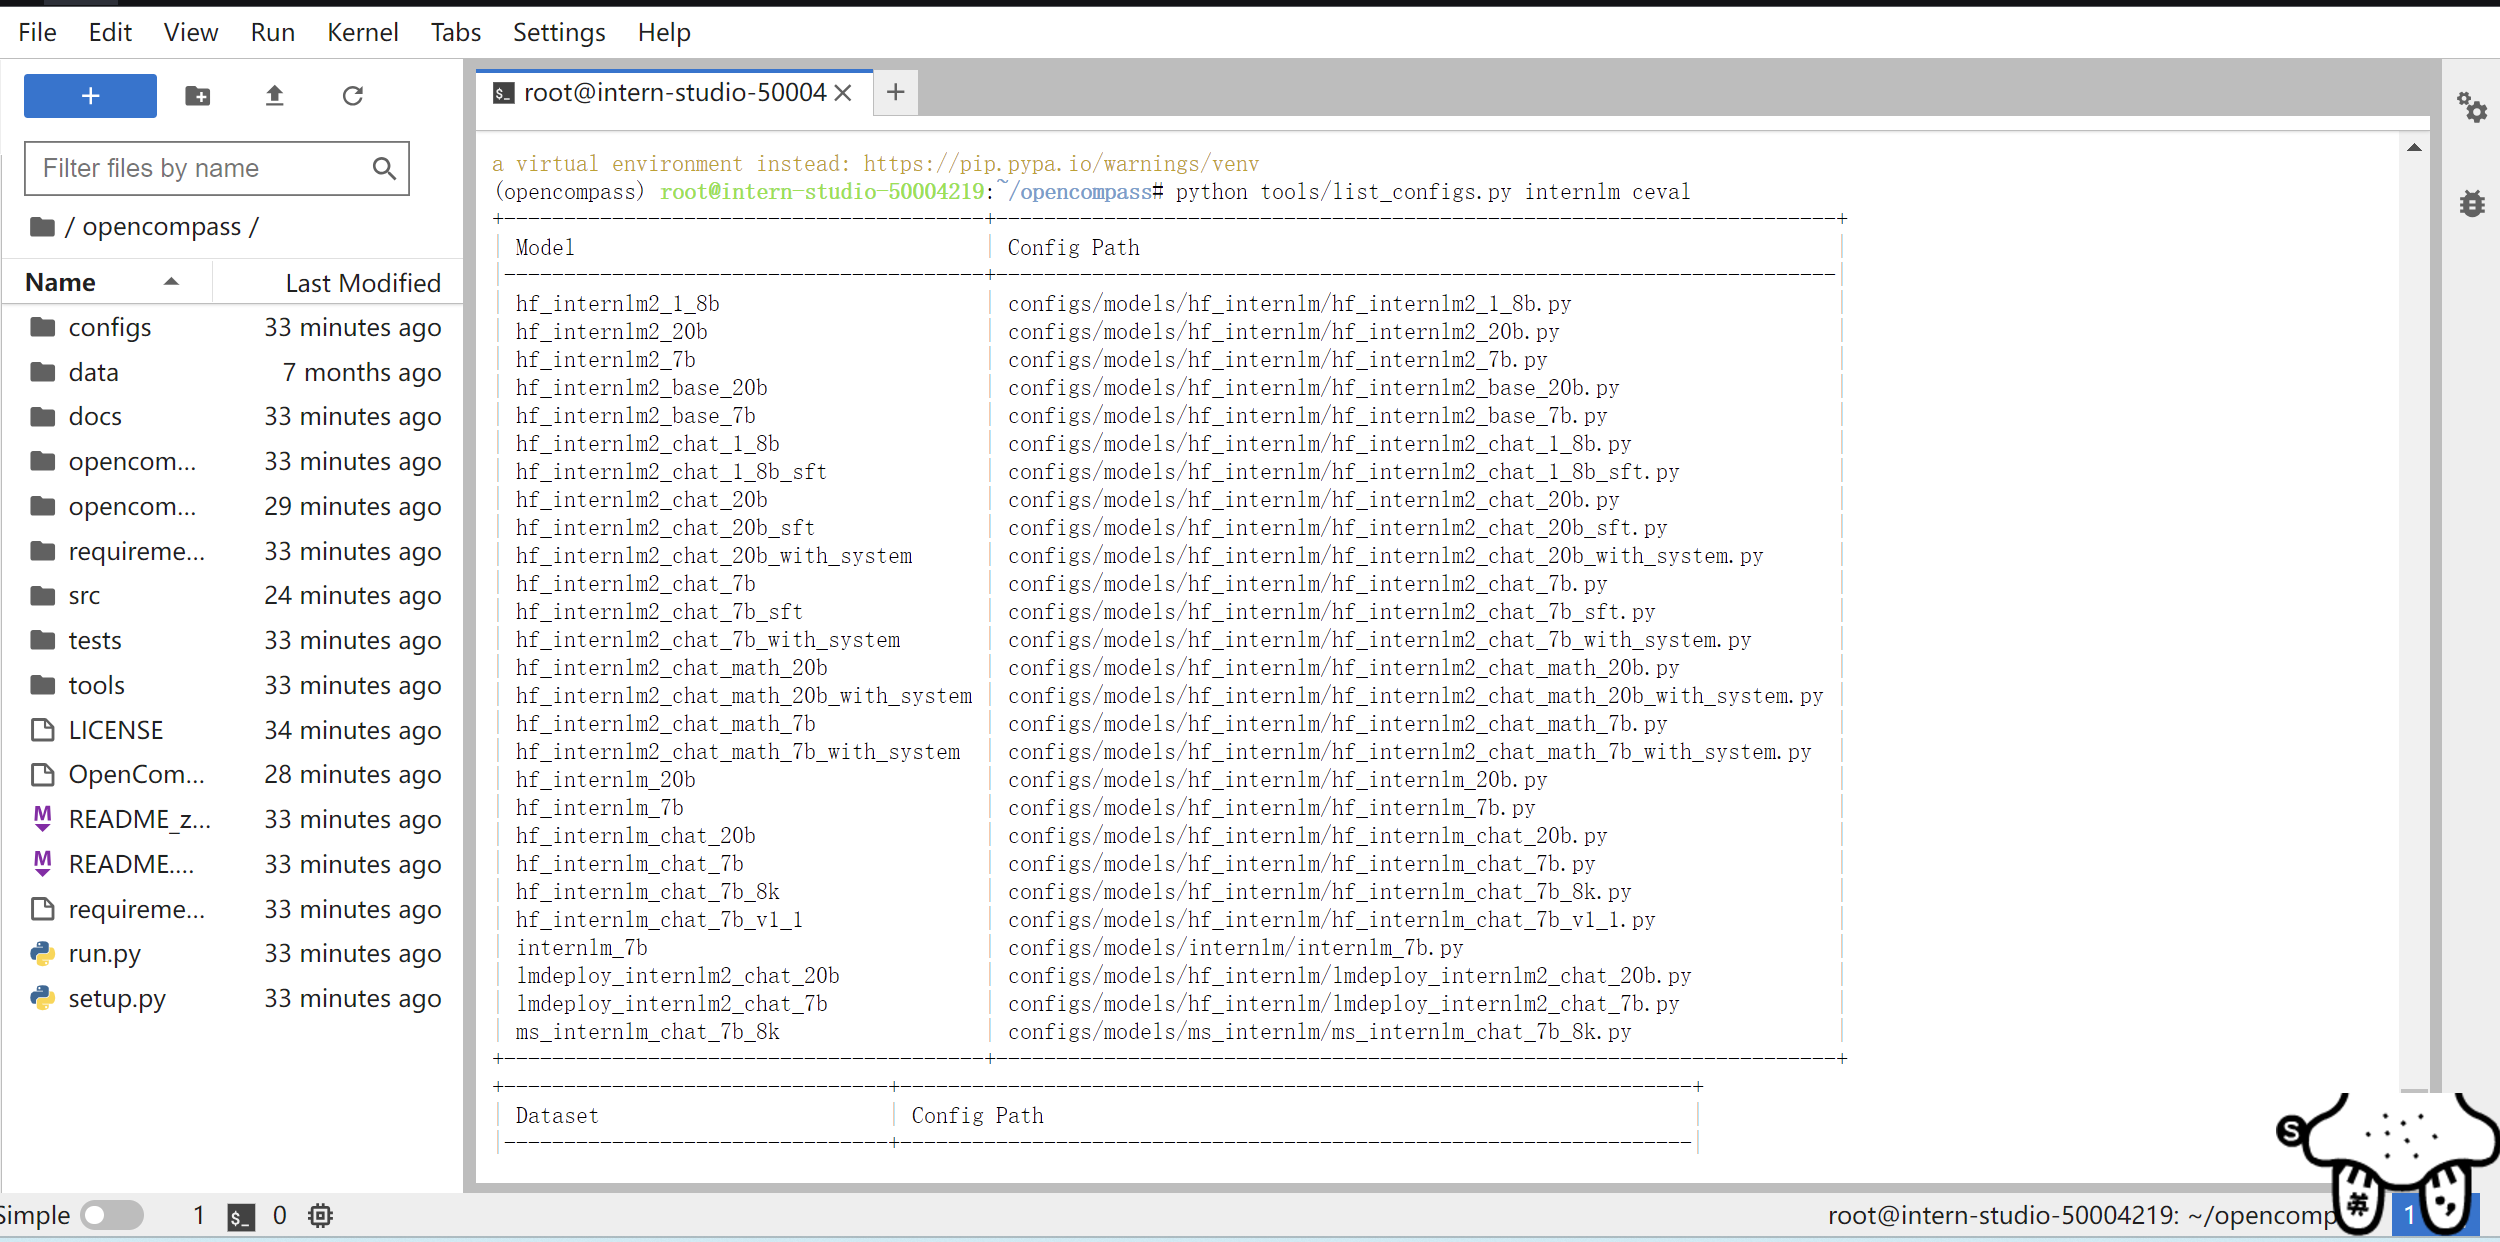 File Edit View Run Kernel Tabs Settings Help
+
Filter files by name
/ opencompass /
Name Last Modified
configs 33 minutes ago
data 7 months ago
docs 33 minutes ago
opencom... 33 minutes ago
opencom... 29 minutes ago
requireme... 33 minutes ago
src 24 minutes ago
tests 33 minutes ago
tools 33 minutes ago
LICENSE 34 minutes ago
OpenCom... 28 minutes ago
README_z... 33 minutes ago
README.... 33 minutes ago
requireme... 33 minutes ago
run.py 33 minutes ago
setup.py 33 minutes ago
root@intern-studio-50004
a virtual environment instead: https://pip.pypa.io/warnings/venv
(opencompass) root@intern-studio-50004219:~/opencompass# python tools/list_configs.py internlm ceval
Model Config Path
hf_internlm2_1_8b configs/models/hf_internlm/hf_internlm2_1_8b.py
hf_internlm2_20b configs/models/hf_internlm/hf_internlm2_20b.py
hf_internlm2_7b configs/models/hf_internlm/hf_internlm2_7b.py
hf_internlm2_base_20b configs/models/hf_internlm/hf_internlm2_base_20b.py
hf_internlm2_base_7b configs/models/hf_internlm/hf_internlm2_base_7b.py
hf_internlm2_chat_1_8b configs/models/hf_internlm/hf_internlm2_chat_1_8b.py
hf_internlm2_chat_1_8b_sft configs/models/hf_internlm/hf_internlm2_chat_1_8b_sft.py
hf_internlm2_chat_20b configs/models/hf_internlm/hf_internlm2_chat_20b.py
hf_internlm2_chat_20b_sft configs/models/hf_internlm/hf_internlm2_chat_20b_sft.py
hf_internlm2_chat_20b_with_system configs/models/hf_internlm/hf_internlm2_chat_20b_with_system.py
hf_internlm2_chat_7b configs/models/hf_internlm/hf_internlm2_chat_7b.py
hf_internlm2_chat_7b_sft configs/models/hf_internlm/hf_internlm2_chat_7b_sft.py
hf_internlm2_chat_7b_with_system configs/models/hf_internlm/hf_internlm2_chat_7b_with_system.py
hf_internlm2_chat_math_20b configs/models/hf_internlm/hf_internlm2_chat_math_20b.py
hf_internlm2_chat_math_20b_with_system configs/models/hf_internlm/hf_internlm2_chat_math_20b_with_system.py
hf_internlm2_chat_math_7b configs/models/hf_internlm/hf_internlm2_chat_math_7b.py
hf_internlm2_chat_math_7b_with_system configs/models/hf_internlm/hf_internlm2_chat_math_7b_with_system.py
hf_internlm_20b configs/models/hf_internlm/hf_internlm_20b.py
hf_internlm_7b configs/models/hf_internlm/hf_internlm_7b.py
hf_internlm_chat_20b configs/models/hf_internlm/hf_internlm_chat_20b.py
hf_internlm_chat_7b configs/models/hf_internlm/hf_internlm_chat_7b.py
hf_internlm_chat_7b_8k configs/models/hf_internlm/hf_internlm_chat_7b_8k.py
hf_internlm_chat_7b_v1_1 configs/models/hf_internlm/hf_internlm_chat_7b_v1_1.py
internlm_7b configs/models/internlm/internlm_7b.py
lmdeploy_internlm2_chat_20b configs/models/hf_internlm/lmdeploy_internlm2_chat_20b.py
lmdeploy_internlm2_chat_7b configs/models/hf_internlm/lmdeploy_internlm2_chat_7b.py
ms_internlm_chat_7b_8k configs/models/ms_internlm/ms_internlm_chat_7b_8k.py
Dataset Config Path
S
英
Simple 1 $_ 0 root@intern-studio-50004219: ~/opencomp 1